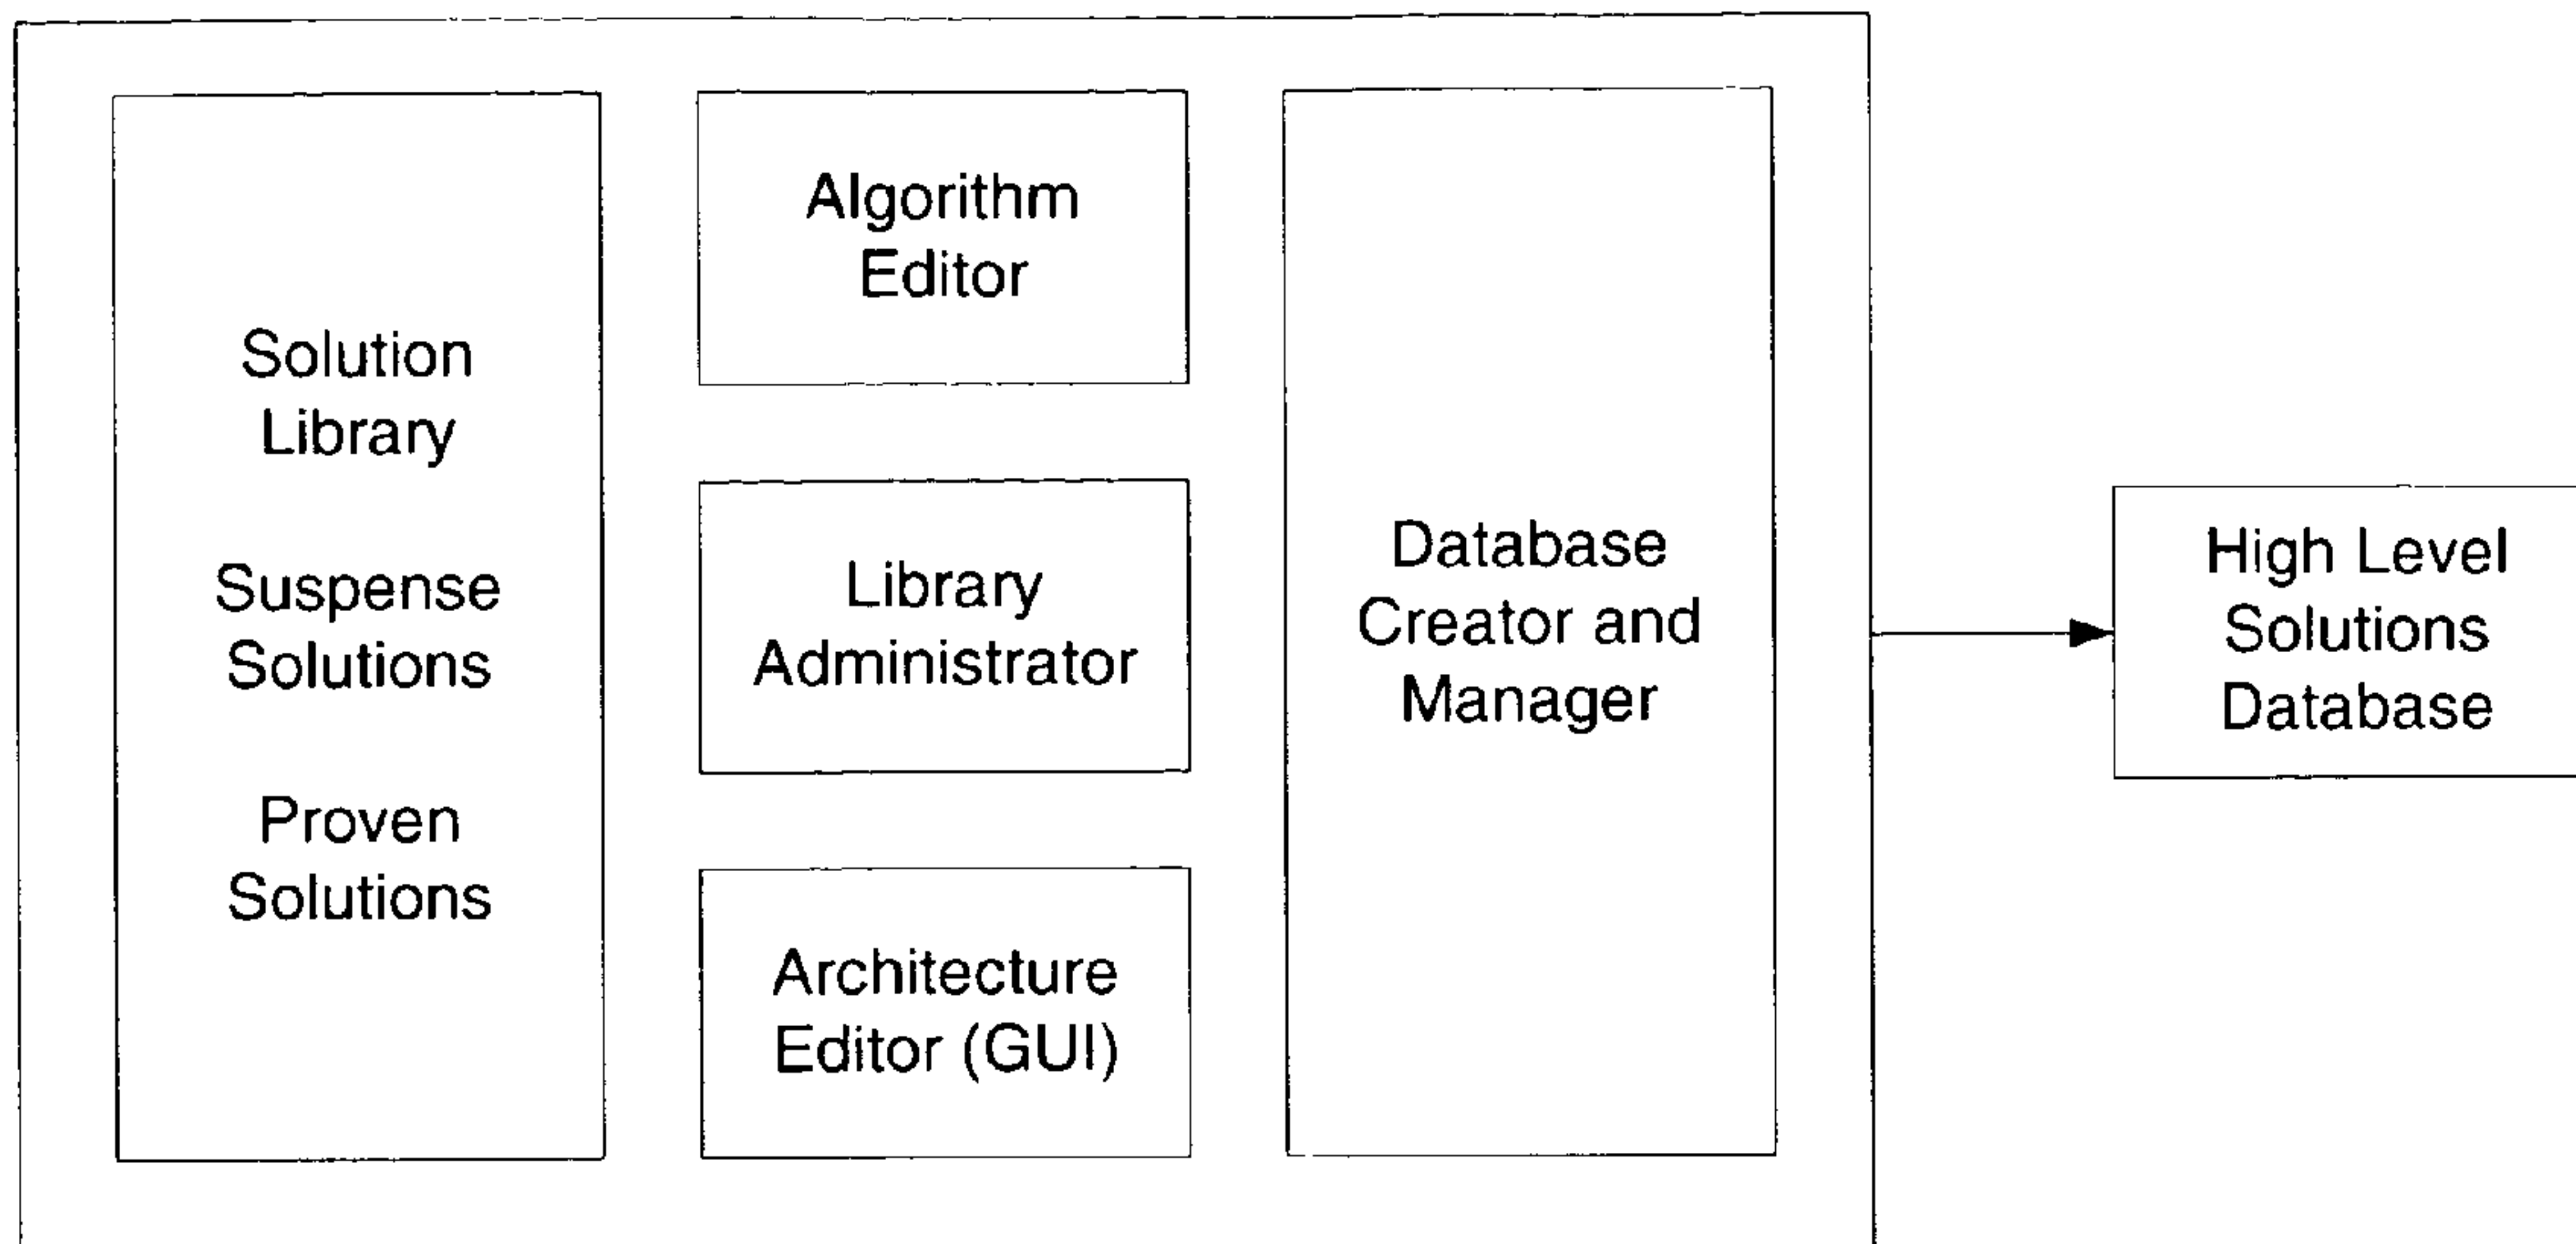 Solution
Library
Suspense
Solutions
Proven
Solutions
Algorithm
Editor
Library
Administrator
Architecture
Editor (GUI)
Database
Creator and
Manager
High Level
Solutions
Database